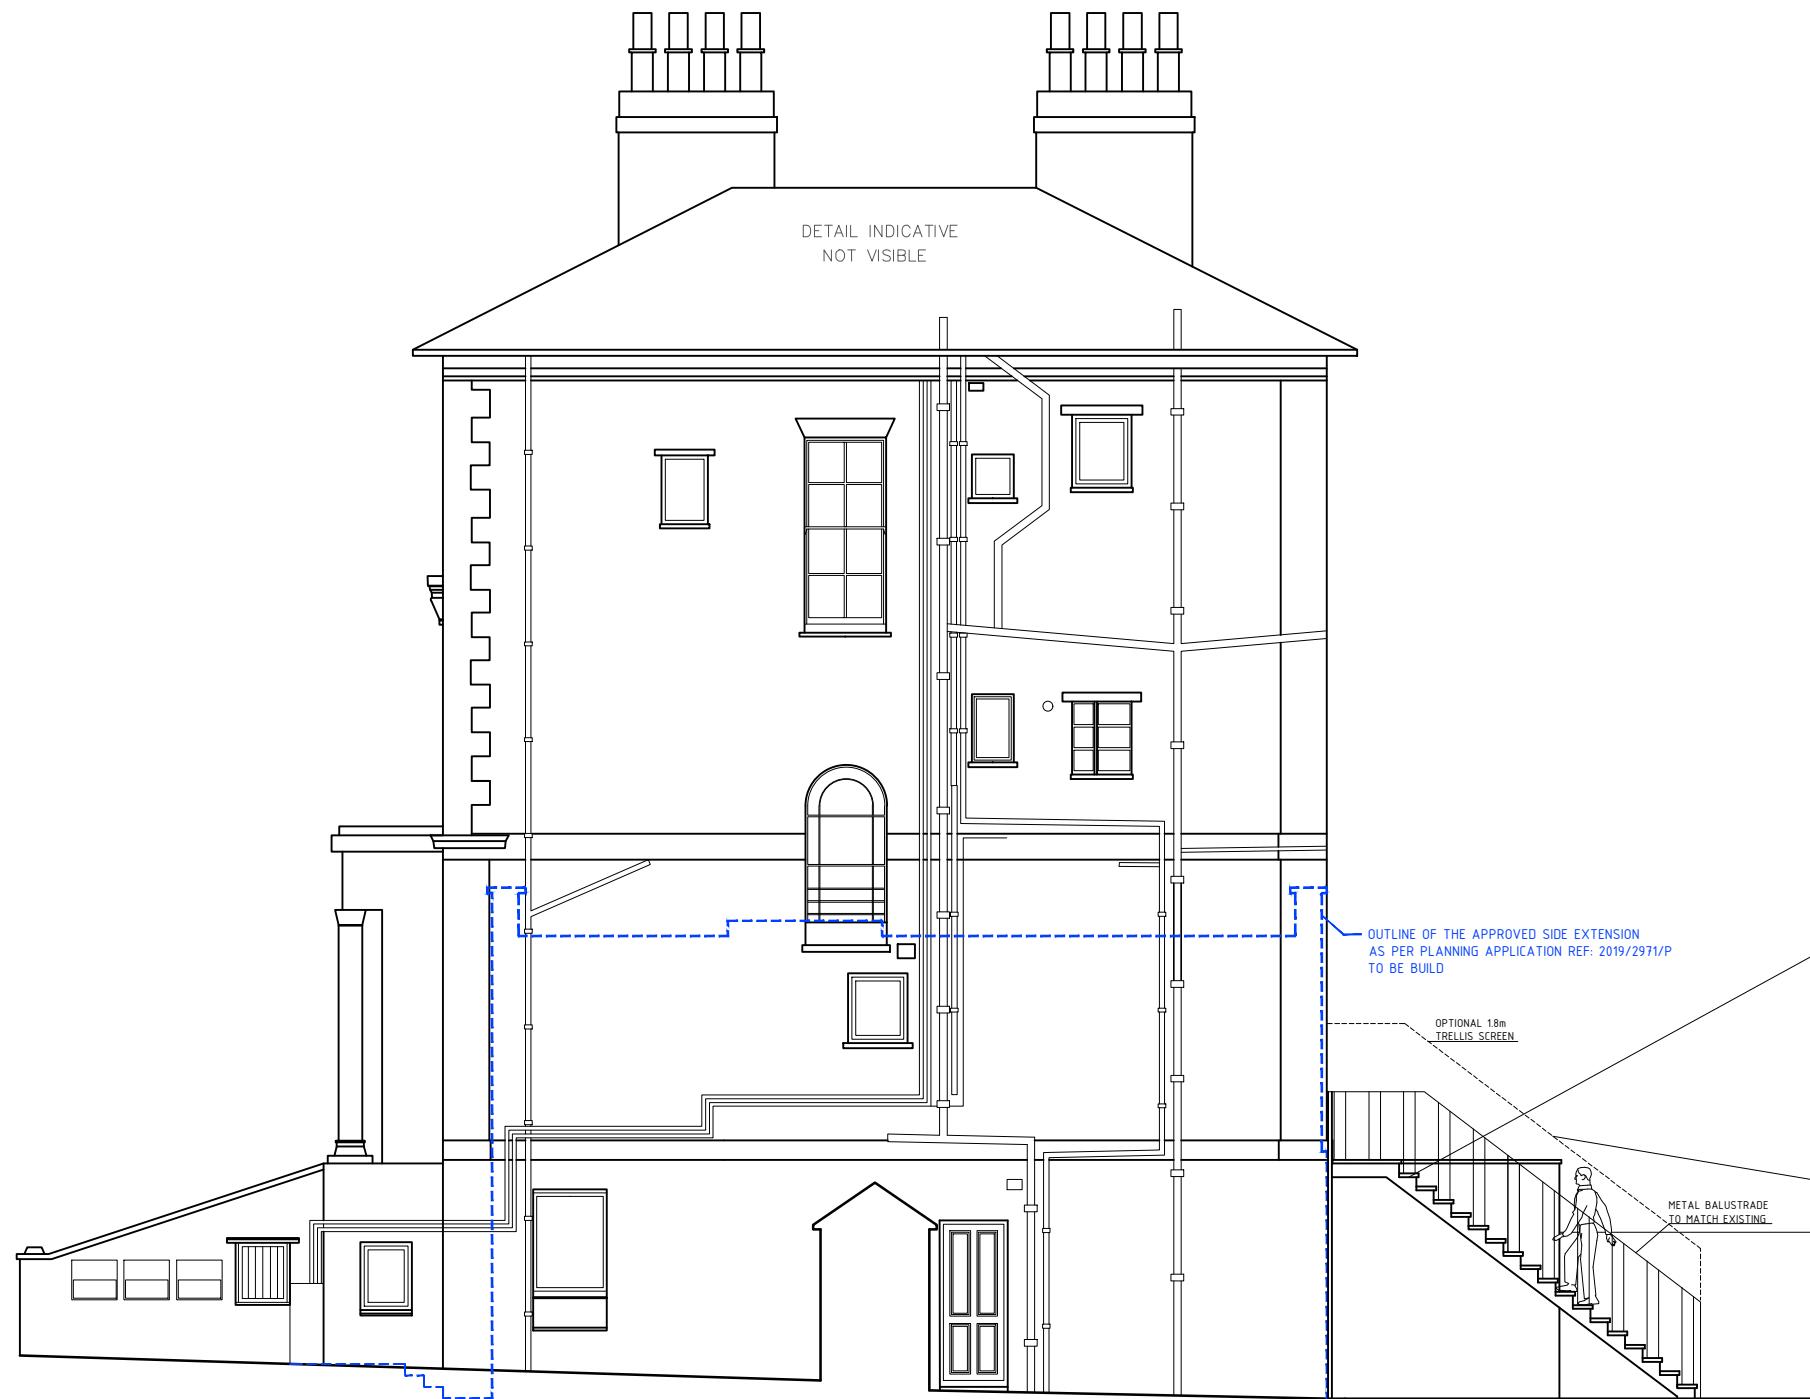 DETAIL INDICATIVE
NOT VISIBLE
OUTLINE OF THE APPROVED SIDE EXTENSION
AS PER PLANNING APPLICATION REF: 2019/2971/P
TO BE BUILD
OPTIONAL 1.8m
TRELLIS SCREEN
METAL BALUSTRADE
TO MATCH EXISTING